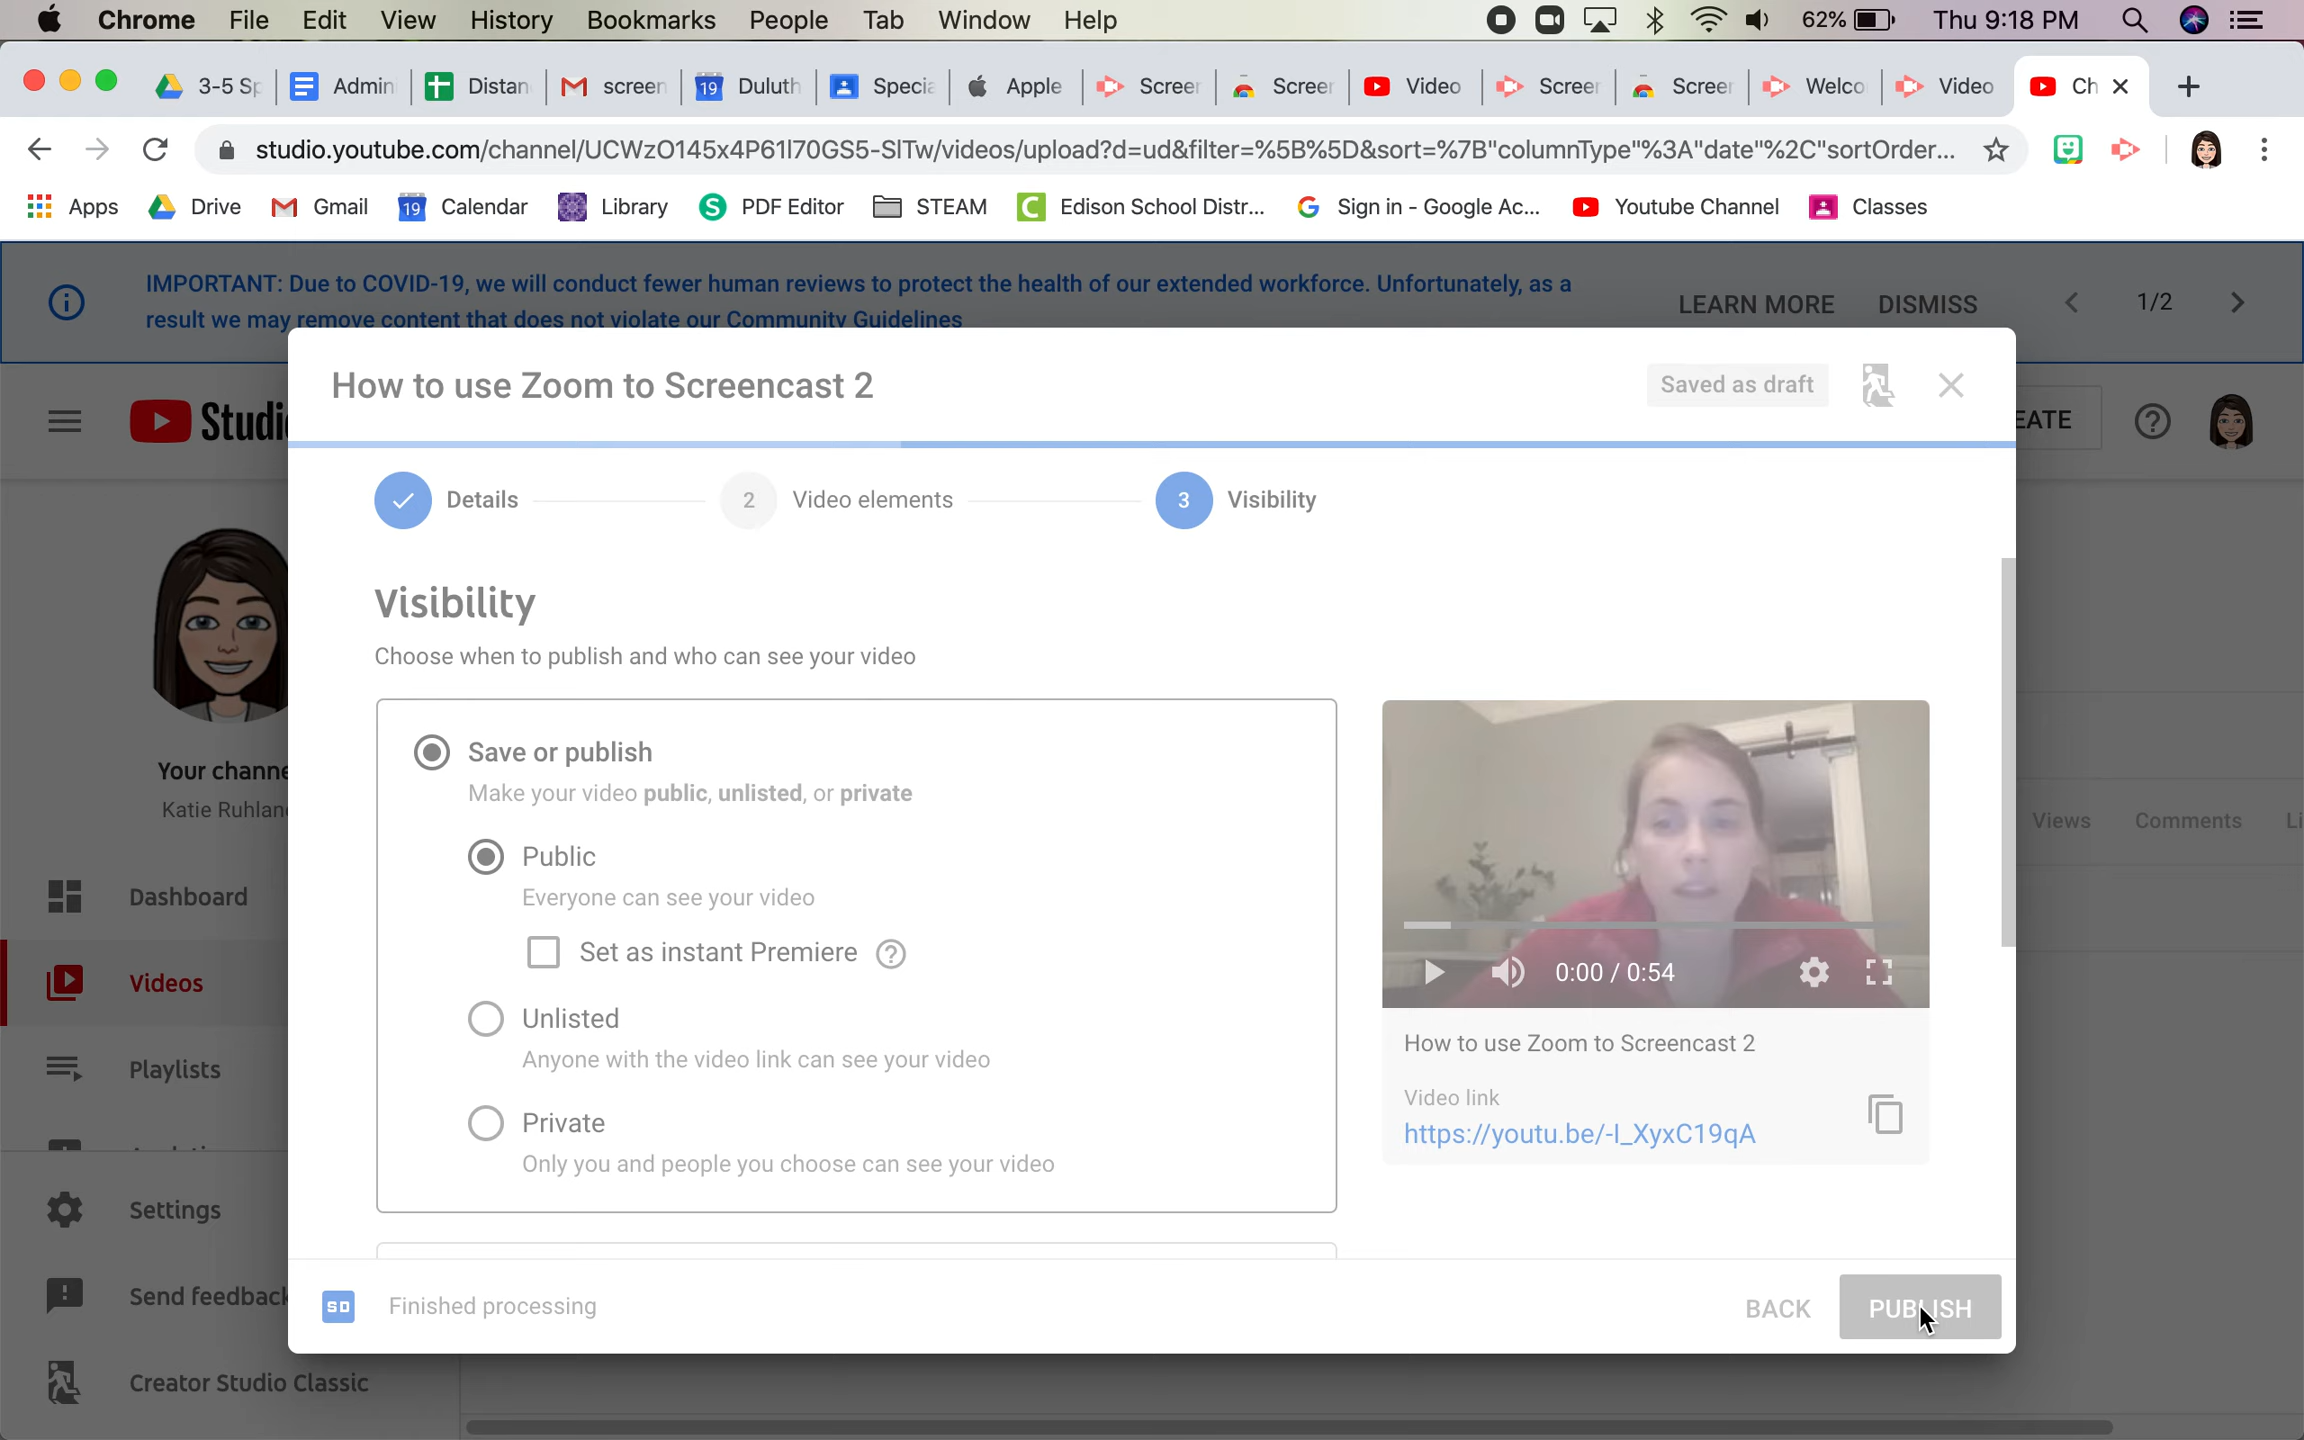 Chrome File Edit View History Bookmarks People Tab Window Help 62% Thu 9:18 PM
3-5 Sp Admin Distan screen 19 Duluth Specia Apple Screen Screen Video Screen Screen Welco Video Ch
studio.youtube.com/channel/UCWzO145x4P61l70GS5-SlTw/videos/upload?d=ud&filter=%5B%5D&sort=%7B"columnType"%3A"date"%2C"sortOrder...
Apps Drive Gmail 19 Calendar Library S PDF Editor STEAM C Edison School Distr... G Sign in - Google Ac... Youtube Channel Classes
IMPORTANT: Due to COVID-19, we will conduct fewer human reviews to protect the health of our extended workforce. Unfortunately, as a
result we may remove content that does not violate our Community Guidelines
LEARN MORE DISMISS 1/2
How to use Zoom to Screencast 2 Saved as draft
Studi EATE
Details 2 Video elements 3 Visibility
Visibility
Choose when to publish and who can see your video
Save or publish
Make your video public, unlisted, or private
Public
Everyone can see your video
Set as instant Premiere
Unlisted
Anyone with the video link can see your video
Private
Only you and people you choose can see your video
0:00 / 0:54
How to use Zoom to Screencast 2
Video link
https://youtu.be/-I_XyxC19qA
SD Finished processing BACK PUBLISH
Your channe
Katie Ruhlan
Dashboard
Videos
Playlists
Settings
Send feedback
Creator Studio Classic
Views Comments Li